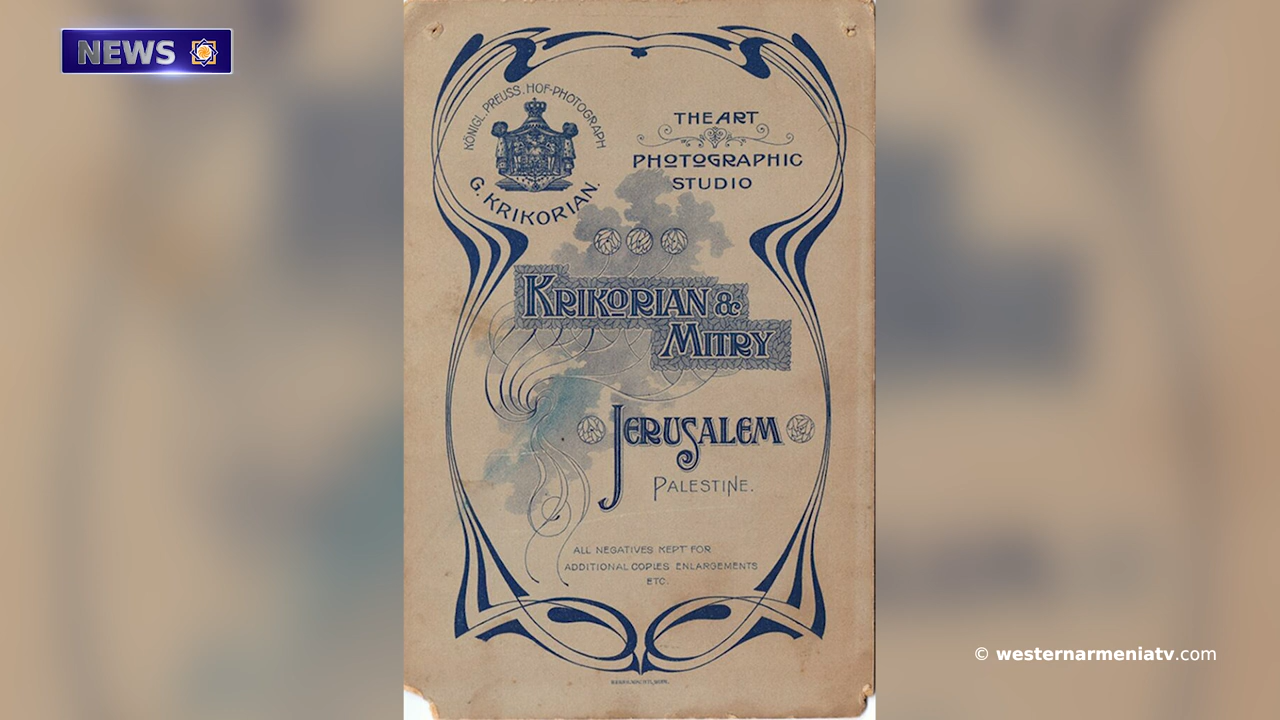 NEWS
KÖNIGL. PREUSS. HOF-PHOTOGRAPH
G. KRIKORIAN.
THE ART
PHOTOGRAPHIC
STUDIO
KRIKORIAN &
MITRY
JERUSALEM
PALESTINE.
ALL NEGATIVES KEPT FOR
ADDITIONAL COPIES ENLARGEMENTS
ETC.
© westernarmeniatv.com